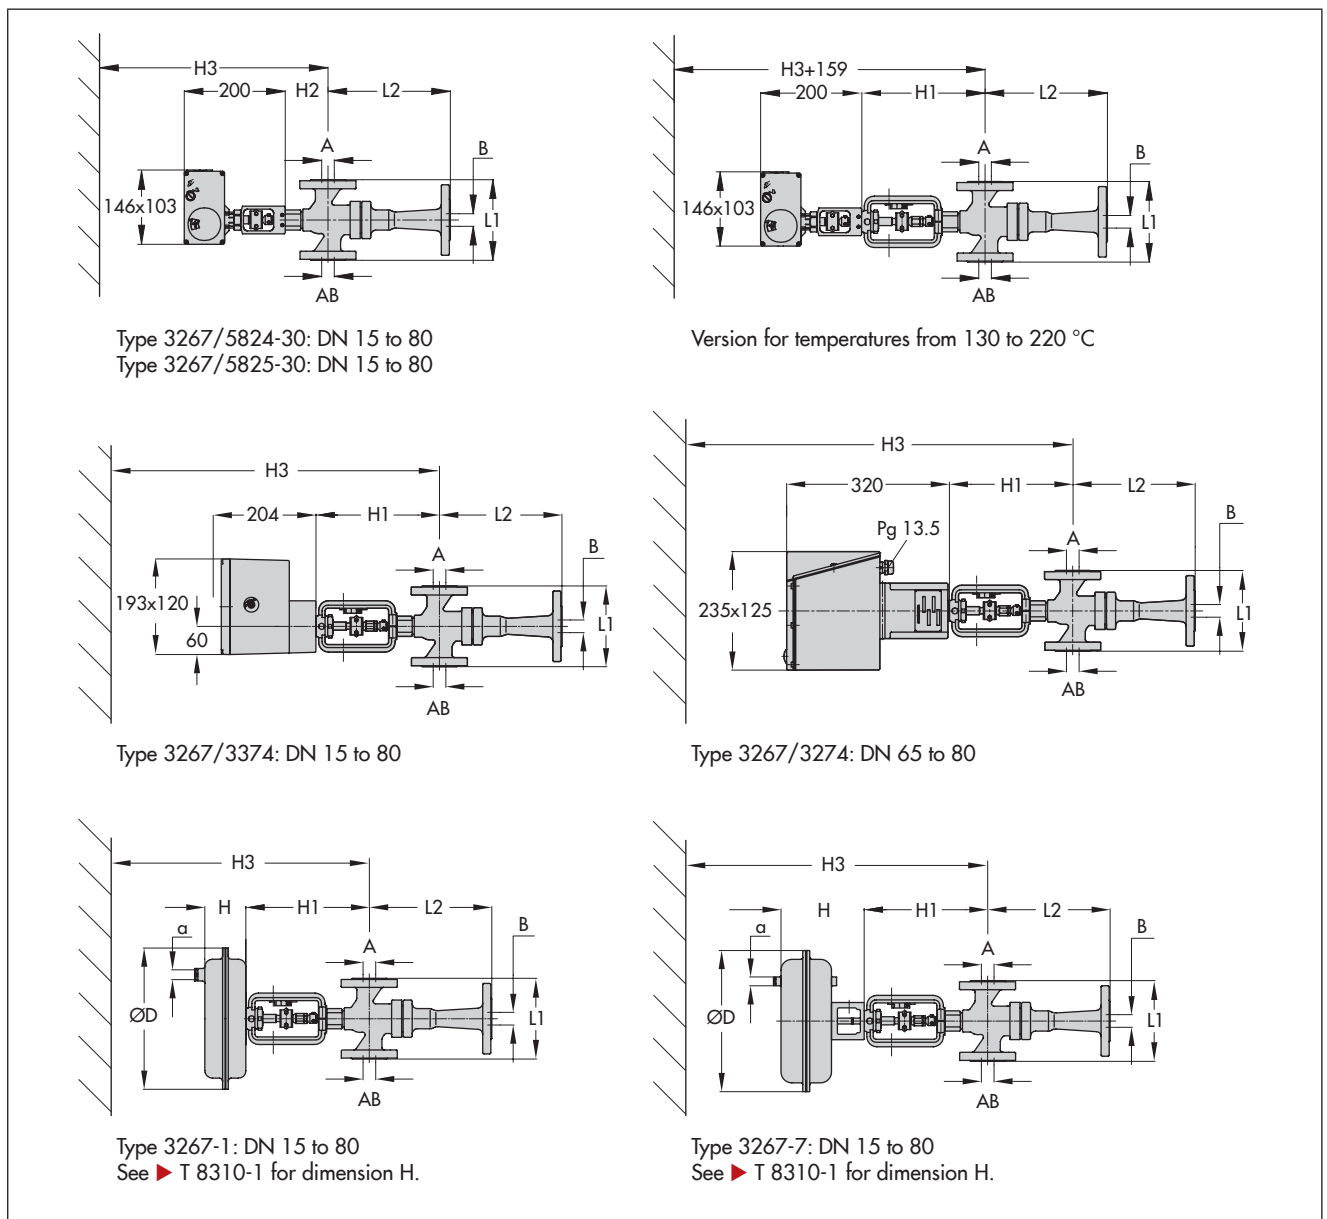 H3
200 H2 L2
A
B
146x103
L1
AB
Type 3267/5824-30: DN 15 to 80
Type 3267/5825-30: DN 15 to 80
H3+159
200 H1 L2
A
B
146x103
L1
AB
Version for temperatures from 130 to 220 °C
H3
204 H1 L2
A
B
193x120
60
L1
AB
Type 3267/3374: DN 15 to 80
H3
320 H1 L2
Pg 13.5
A
B
235x125
L1
AB
Type 3267/3274: DN 65 to 80
H3
H H1 L2
a
A
B
ØD
L1
AB
Type 3267-1: DN 15 to 80
See ▶ T 8310-1 for dimension H.
H3
H H1 L2
a
A
B
ØD
L1
AB
Type 3267-7: DN 15 to 80
See ▶ T 8310-1 for dimension H.